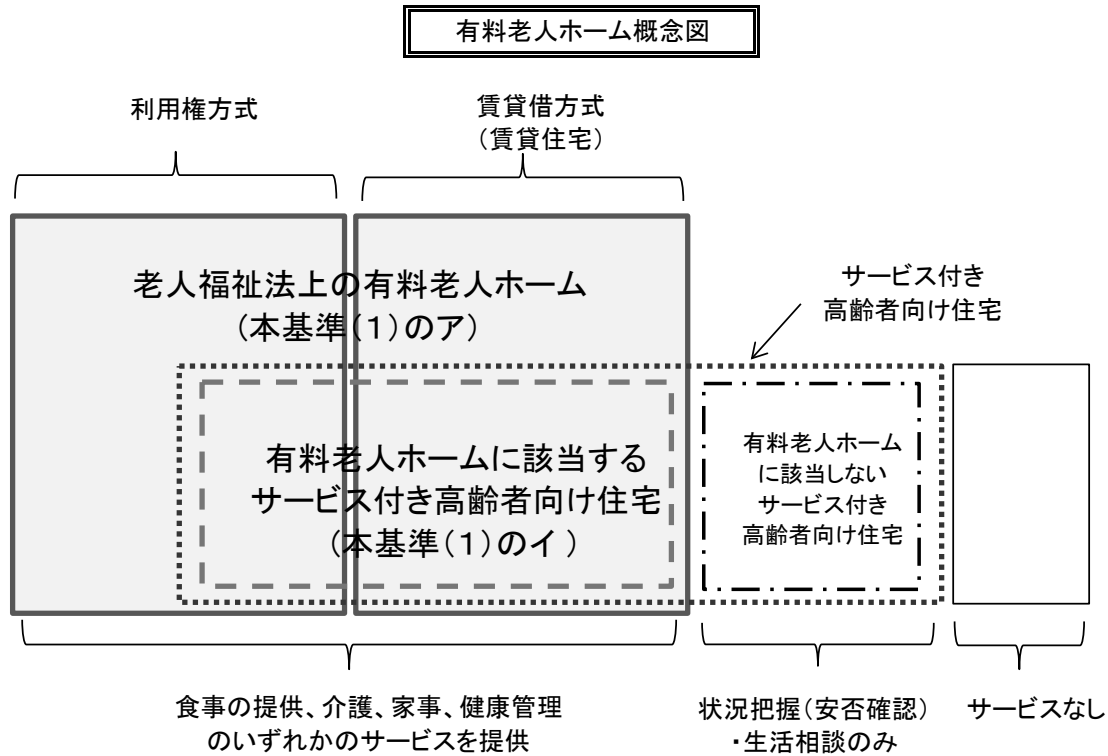 有料老人ホーム概念図
利用権方式
賃貸借方式
(賃貸住宅)
老人福祉法上の有料老人ホーム
(本基準(1)のア)
サービス付き
高齢者向け住宅
有料老人ホームに該当する
サービス付き高齢者向け住宅
(本基準(1)のイ )
有料老人ホーム
に該当しない
サービス付き
高齢者向け住宅
食事の提供、介護、家事、健康管理
のいずれかのサービスを提供
状況把握(安否確認)
・生活相談のみ
サービスなし